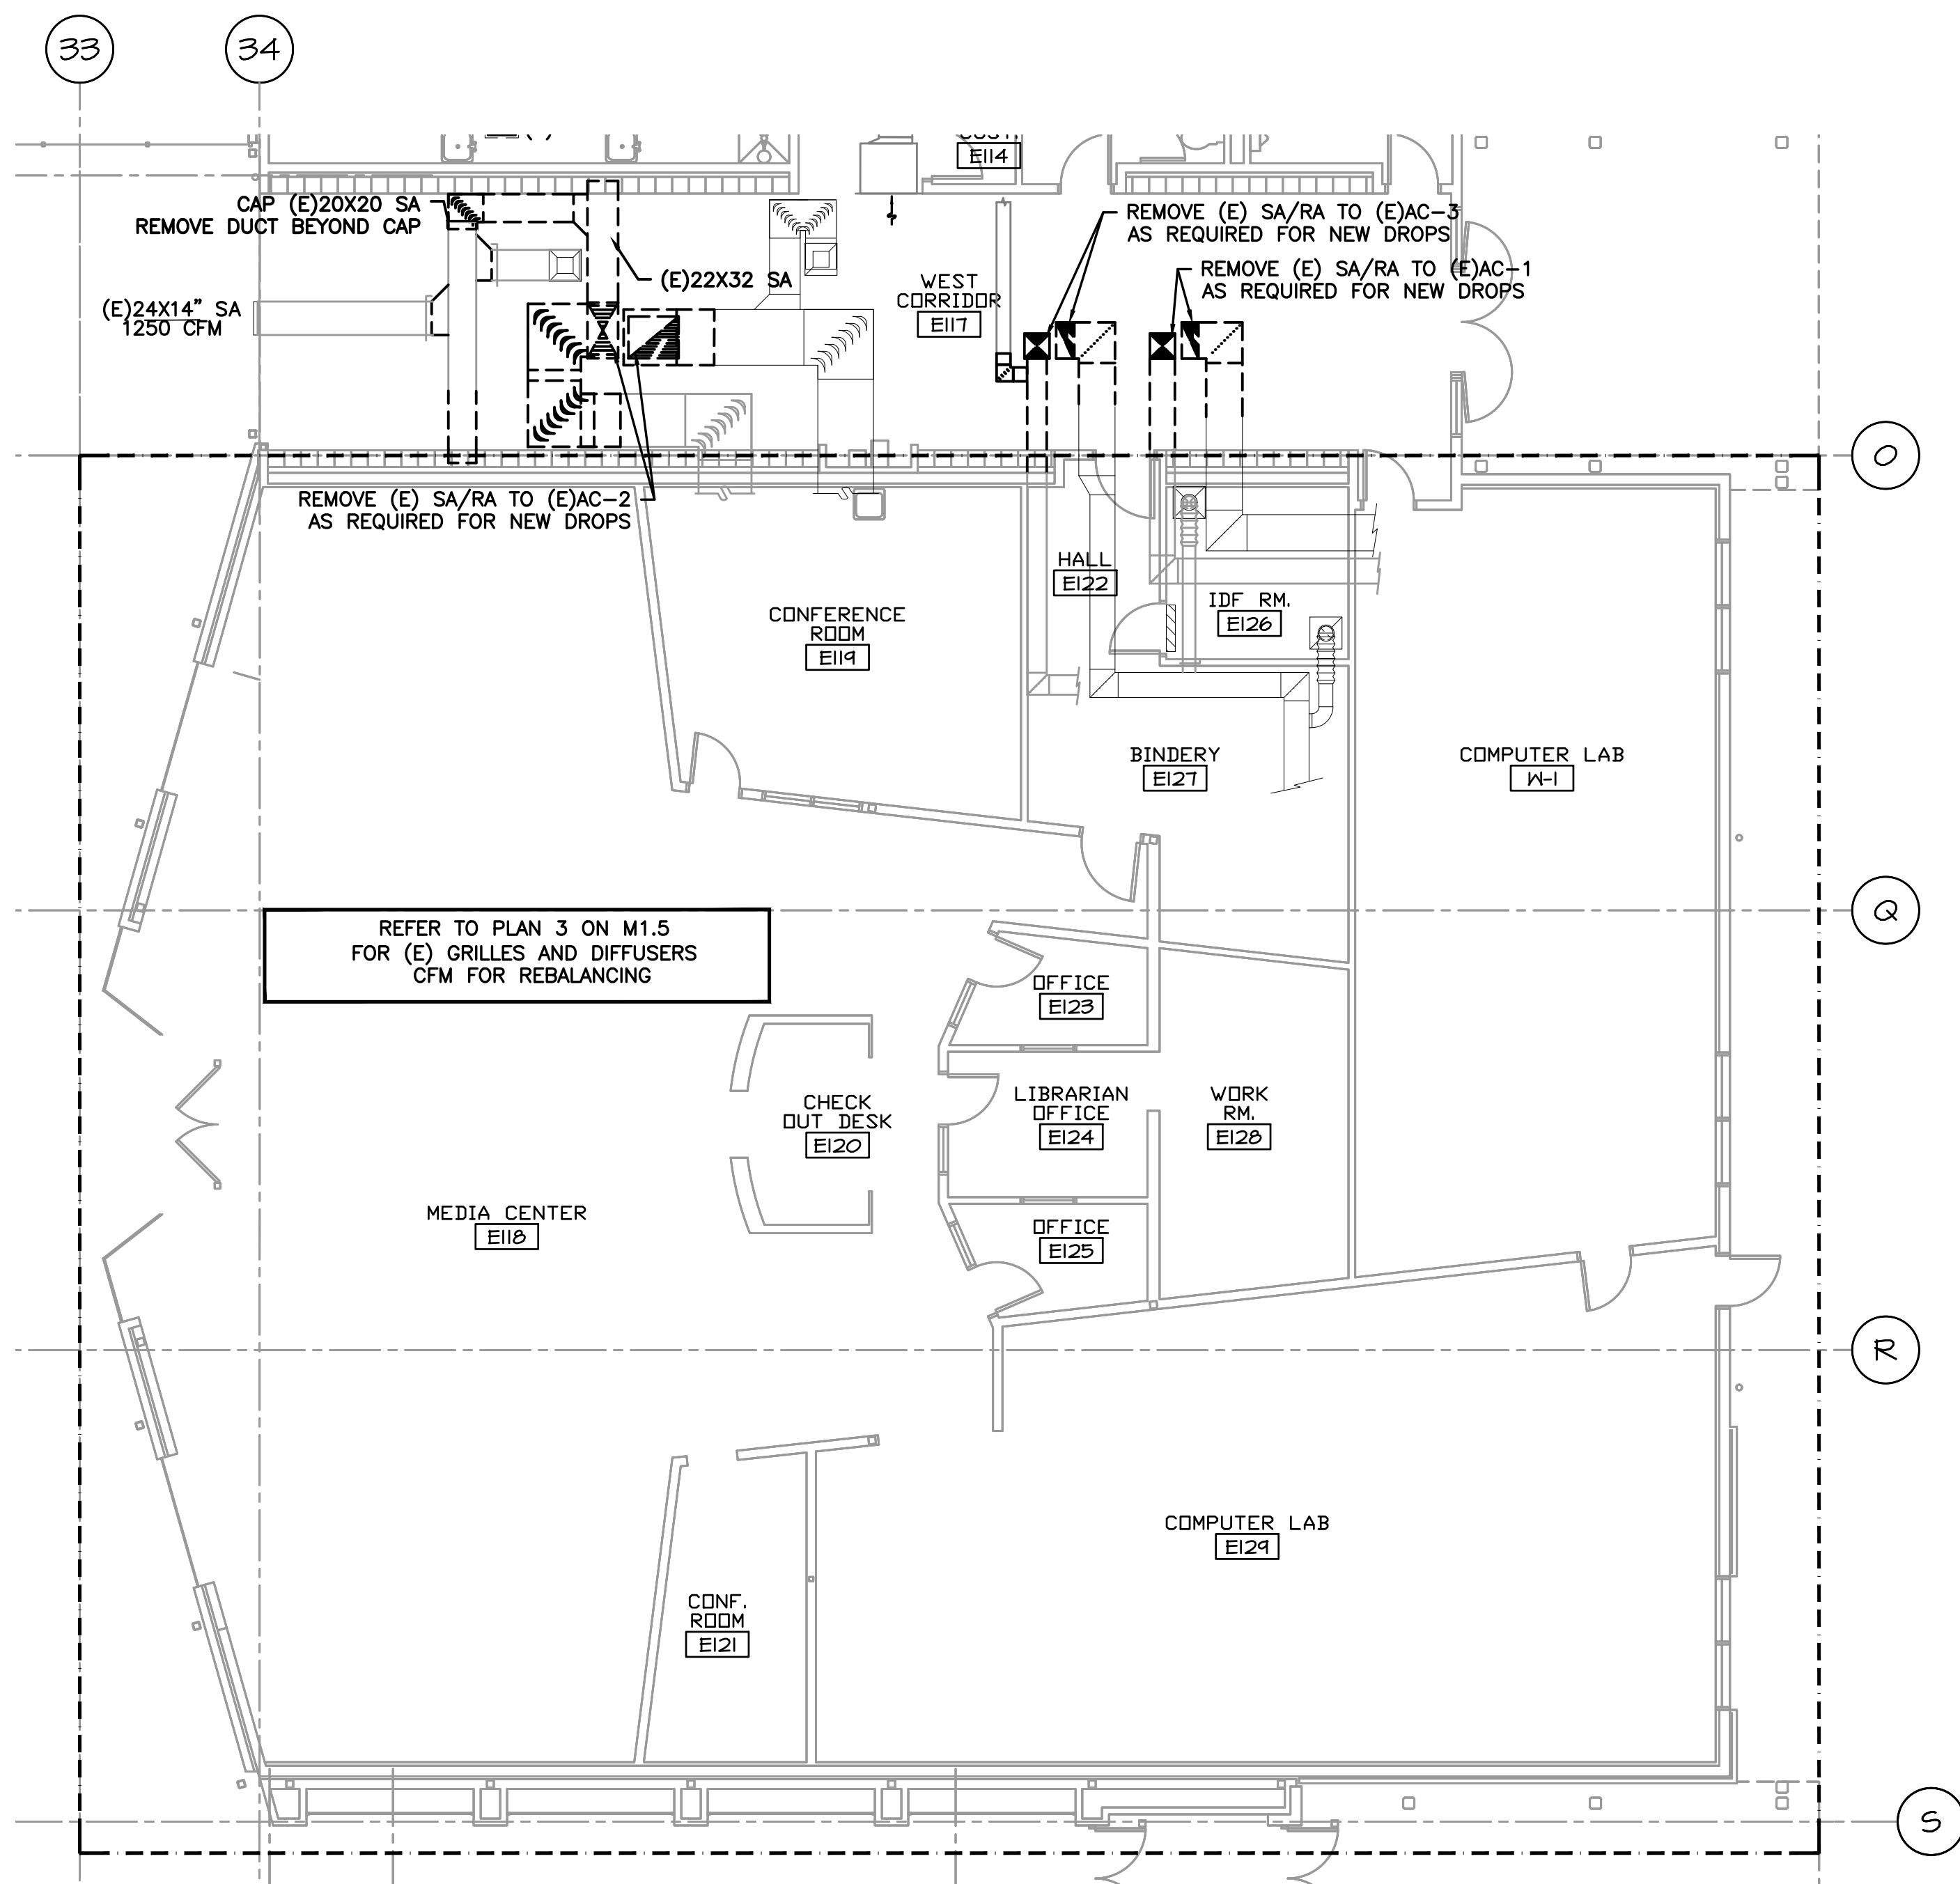 33
34
E114
CAP (E)20X20 SA
REMOVE DUCT BEYOND CAP
REMOVE (E) SA/RA TO (E)AC-3
AS REQUIRED FOR NEW DROPS
REMOVE (E) SA/RA TO (E)AC-1
AS REQUIRED FOR NEW DROPS
(E)22X32 SA
WEST
CORRIDOR
E117
(E)24X14" SA
1250 CFM
O
REMOVE (E) SA/RA TO (E)AC-2
AS REQUIRED FOR NEW DROPS
HALL
E122
IDF RM.
E126
CONFERENCE
ROOM
E119
BINDERY
E127
COMPUTER LAB
W-1
Q
REFER TO PLAN 3 ON M1.5
FOR (E) GRILLES AND DIFFUSERS
CFM FOR REBALANCING
OFFICE
E123
CHECK
OUT DESK
E120
LIBRARIAN
OFFICE
E124
WORK
RM.
E128
MEDIA CENTER
E118
OFFICE
E125
R
COMPUTER LAB
E129
CONF.
ROOM
E121
S